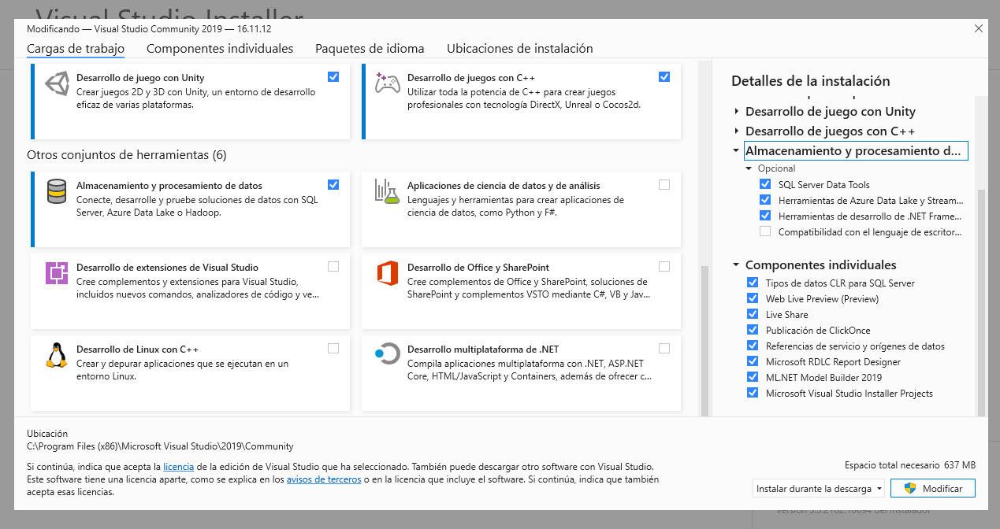 Visual Studio Installer
Modificando — Visual Studio Community 2019 — 16.11.12
Cargas de trabajo
Componentes individuales
Paquetes de idioma
Ubicaciones de instalación
Desarrollo de juego con Unity
Crear juegos 2D y 3D con Unity, un entorno de desarrollo
eficaz de varias plataformas.
Desarrollo de juegos con C++
Utilizar toda la potencia de C++ para crear juegos
profesionales con tecnología DirectX, Unreal o Cocos2d.
Otros conjuntos de herramientas (6)
Almacenamiento y procesamiento de datos
Conecte, desarrolle y pruebe soluciones de datos con SQL
Server, Azure Data Lake o Hadoop.
Aplicaciones de ciencia de datos y de análisis
Lenguajes y herramientas para crear aplicaciones de
ciencia de datos, como Python y F#.
Desarrollo de extensiones de Visual Studio
Cree complementos y extensiones para Visual Studio,
incluidos nuevos comandos, analizadores de código y ve...
Desarrollo de Office y SharePoint
Cree complementos de Office y SharePoint, soluciones de
SharePoint y complementos VSTO mediante C#, VB y Jav...
Desarrollo de Linux con C++
Crear y depurar aplicaciones que se ejecutan en un
entorno Linux.
Desarrollo multiplataforma de .NET
Compila aplicaciones multiplataforma con .NET, ASP.NET
Core, HTML/JavaScript y Containers, además de ofrecer c...
Detalles de la instalación
Desarrollo de juego con Unity
Desarrollo de juegos con C++
Almacenamiento y procesamiento d...
Opcional
SQL Server Data Tools
Herramientas de Azure Data Lake y Stream...
Herramientas de desarrollo de .NET Frame...
Compatibilidad con el lenguaje de escritor...
Componentes individuales
Tipos de datos CLR para SQL Server
Web Live Preview (Preview)
Live Share
Publicación de ClickOnce
Referencias de servicio y orígenes de datos
Microsoft RDLC Report Designer
ML.NET Model Builder 2019
Microsoft Visual Studio Installer Projects
Ubicación
C:\Program Files (x86)\Microsoft Visual Studio\2019\Community
Si continúa, indica que acepta la licencia de la edición de Visual Studio que ha seleccionado. También puede descargar otro software con Visual Studio.
Este software tiene una licencia aparte, como se explica en los avisos de terceros o en la licencia que incluye el software. Si continúa, indica que también
acepta esas licencias.
Espacio total necesario 637 MB
Instalar durante la descarga
Modificar
del instalador